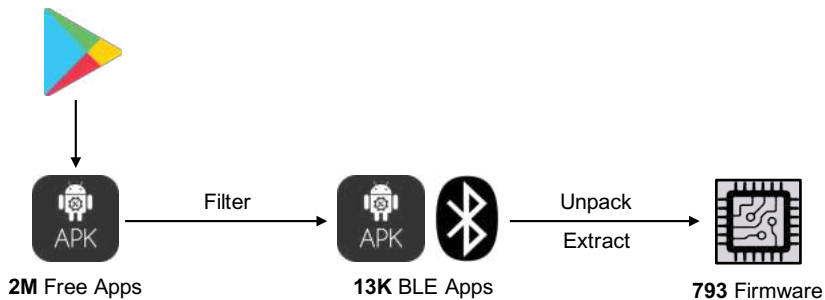 APK
Filter
APK
Unpack
Extract
2M Free Apps
13K BLE Apps
793 Firmware